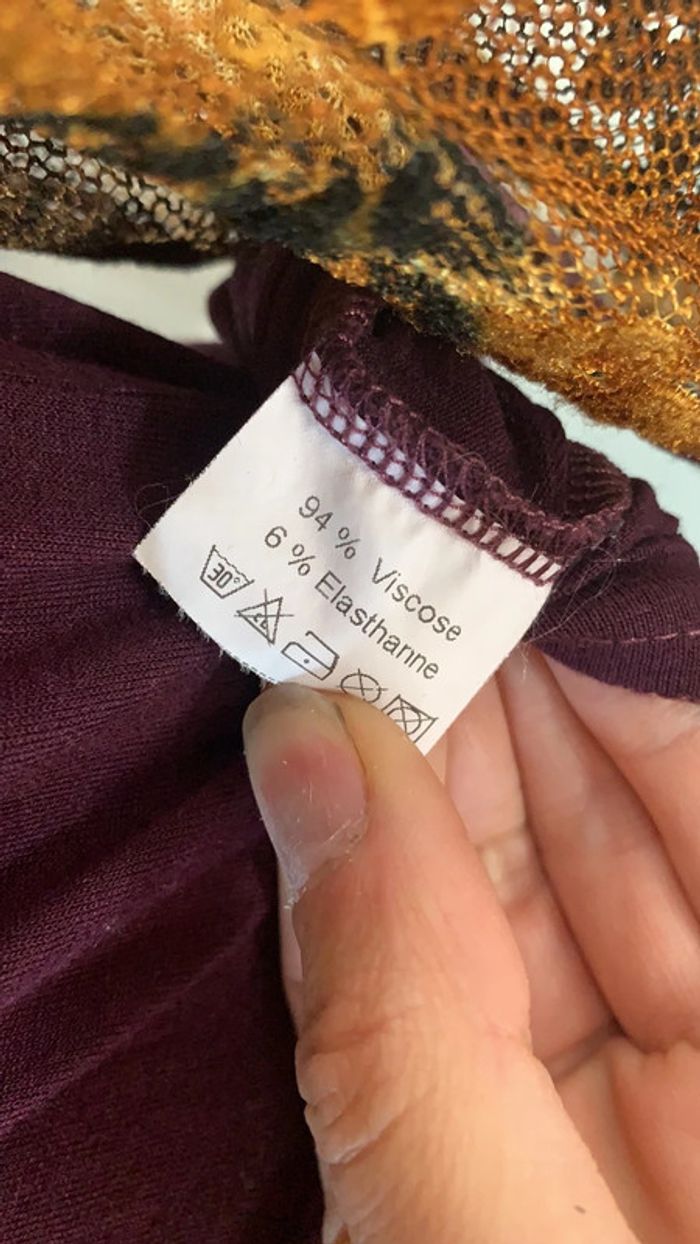 94 % Viscose
6 % Elasthanne
30°